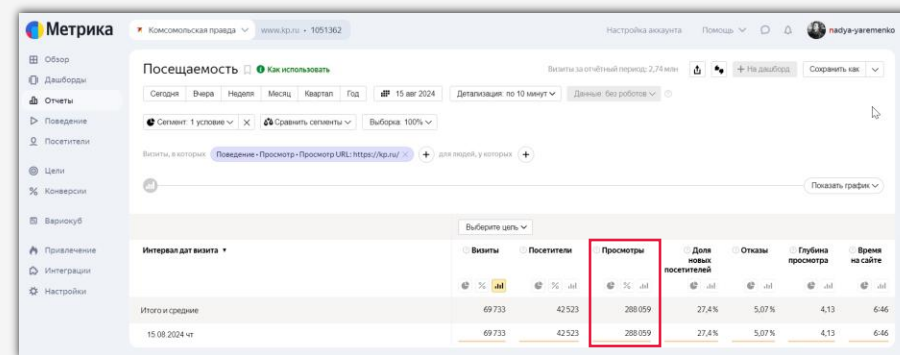 Метрика
Комсомольская правда www.kp.ru • 1051362
Настройка аккаунта Помощь nadya-yaremenko
Обзор
Дашборды
Отчеты
Поведение
Посетители
Цели
Конверсии
Вариокуб
Привлечение
Интеграции
Настройки
Посещаемость Как использовать
Визиты за отчётный период: 2,74 млн + На дашборд Сохранить как
Сегодня Вчера Неделя Месяц Квартал Год 15 авг 2024 Детализация: по 10 минут Данные: без роботов
Сегмент: 1 условие × Сравнить сегменты Выборка: 100%
Визиты, в которых Поведение • Просмотр • Просмотр URL: https://kp.ru/ × + для людей, у которых +
Показать график
Выберите цель
Интервал дат визита Визиты Посетители Просмотры Доля новых посетителей Отказы Глубина просмотра Время на сайте
Итого и средние 69 733 42 523 288 059 27,4 % 5,07 % 4,13 6:46
15.08.2024 чт 69 733 42 523 288 059 27,4 % 5,07 % 4,13 6:46